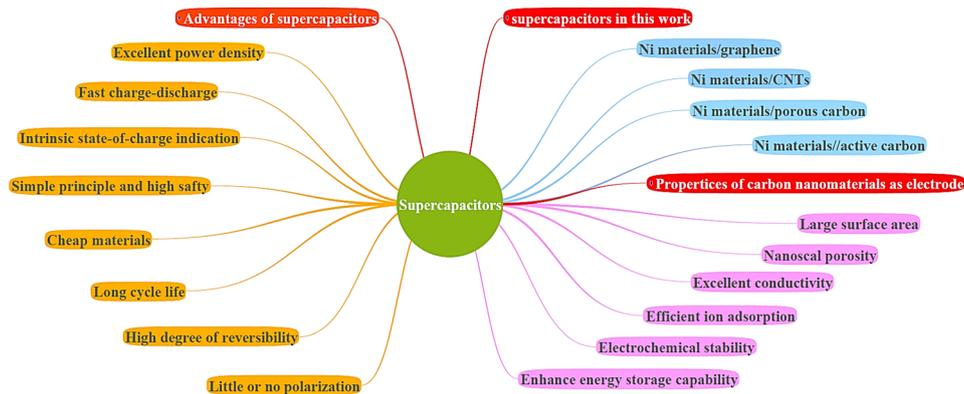 Advantages of supercapacitors
Excellent power density
Fast charge-discharge
Intrinsic state-of-charge indication
Simple principle and high safty
Cheap materials
Long cycle life
High degree of reversibility
Little or no polarization
Supercapacitors
supercapacitors in this work
Ni materials/graphene
Ni materials/CNTs
Ni materials/porous carbon
Ni materials//active carbon
Propertices of carbon nanomaterials as electrode
Large surface area
Nanoscal porosity
Excellent conductivity
Efficient ion adsorption
Electrochemical stability
Enhance energy storage capability